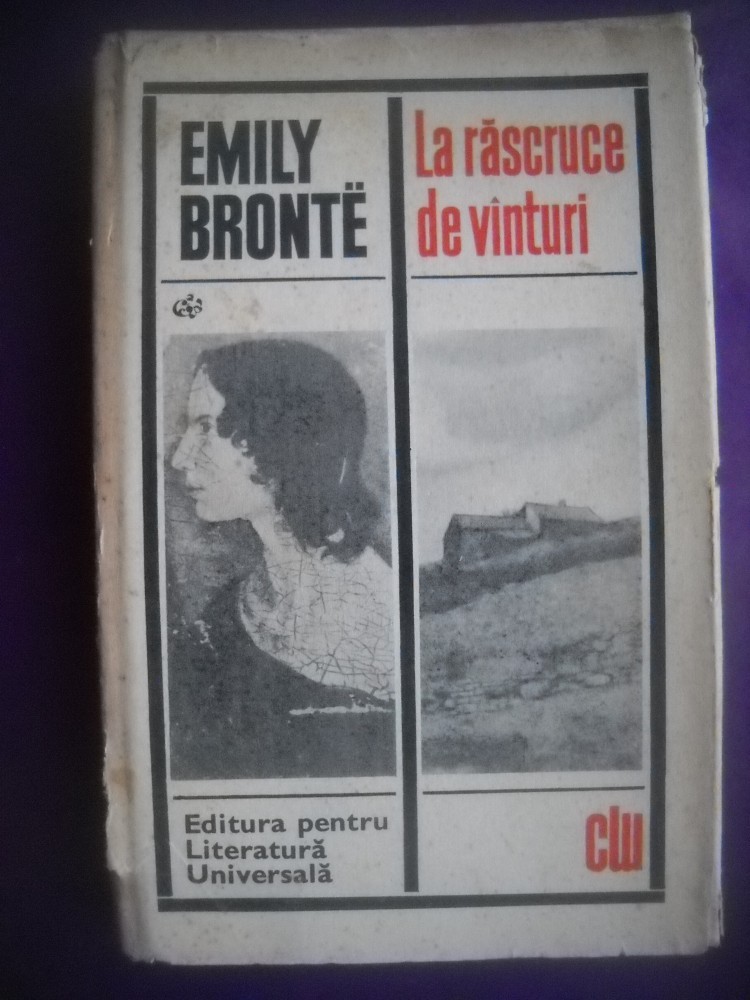 EMILY
BRONTË
La răscruce
de vînturi
Editura pentru
Literatură
Universală
clu